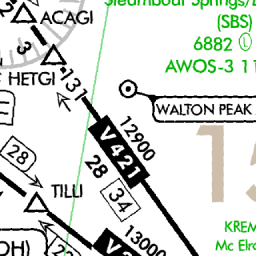 Steamboat Springs/
(SBS)
6882 Ⓛ
AWOS-3 11
ACAGI
3
HETGI
131
WALTON PEAK
12900
V 421
28
34
28
TILLI
15
13000
KREM
Mc Elro